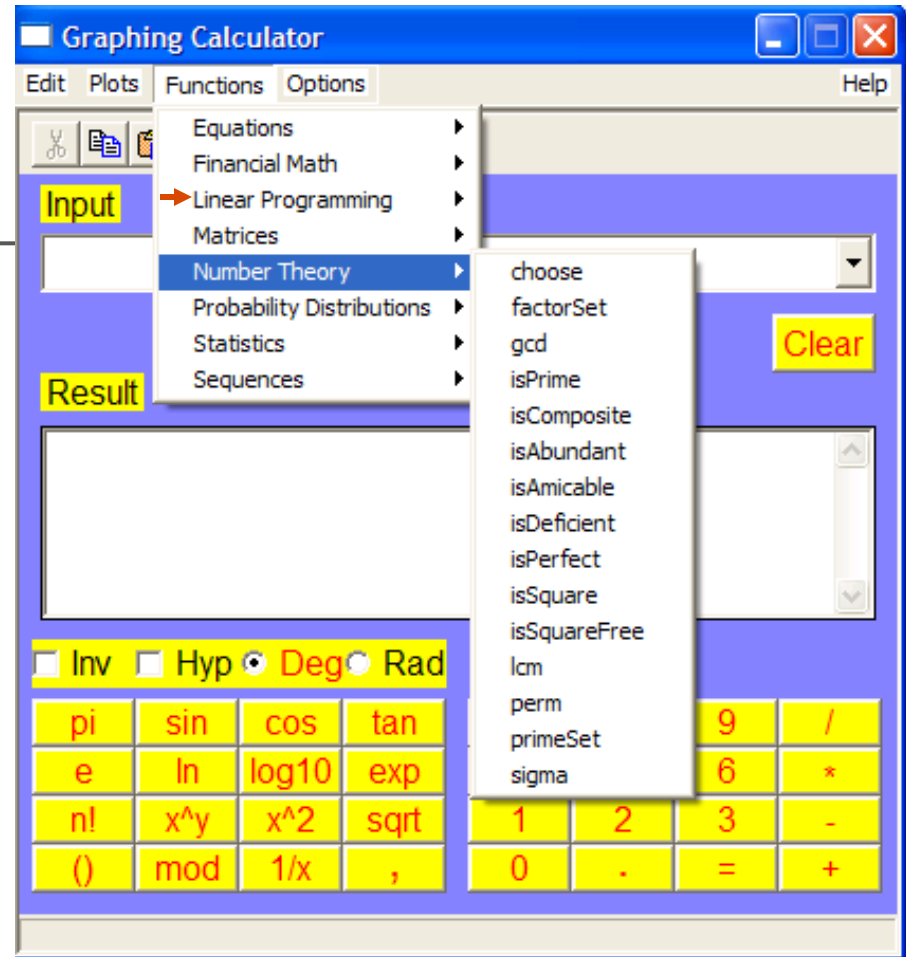 Graphing Calculator
Edit Plots Functions Options Help
Equations
Financial Math
Input
Linear Programming
Matrices
Number Theory
Probability Distributions
Statistics
Sequences
choose
factorSet
gcd
isPrime
isComposite
isAbundant
isAmicable
isDeficient
isPerfect
isSquare
isSquareFree
lcm
perm
primeSet
sigma
Clear
Result
Inv Hyp Deg Rad
pi sin cos tan 9 /
e ln log10 exp 6 *
n! x^y x^2 sqrt 1 2 3 -
() mod 1/x , 0 . = +